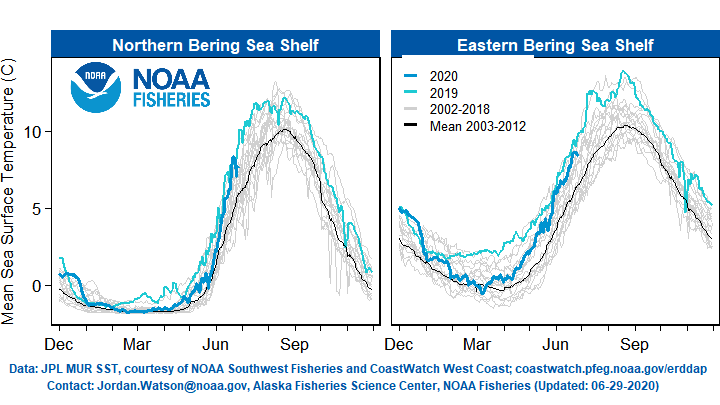 Northern Bering Sea Shelf
Eastern Bering Sea Shelf
Mean Sea Surface Temperature (C)
NOAA
NOAA
FISHERIES
2020
2019
2002-2018
Mean 2003-2012
10
5
0
Dec Mar Jun Sep
Dec Mar Jun Sep
Data: JPL MUR SST, courtesy of NOAA Southwest Fisheries and CoastWatch West Coast; coastwatch.pfeg.noaa.gov/erddap
Contact: Jordan.Watson@noaa.gov, Alaska Fisheries Science Center, NOAA Fisheries (Updated: 06-29-2020)